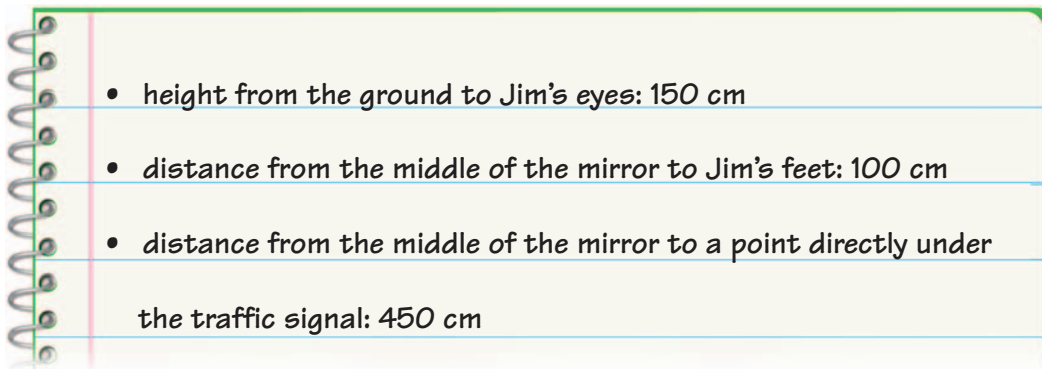 • height from the ground to Jim's eyes: 150 cm
• distance from the middle of the mirror to Jim's feet: 100 cm
• distance from the middle of the mirror to a point directly under
the traffic signal: 450 cm